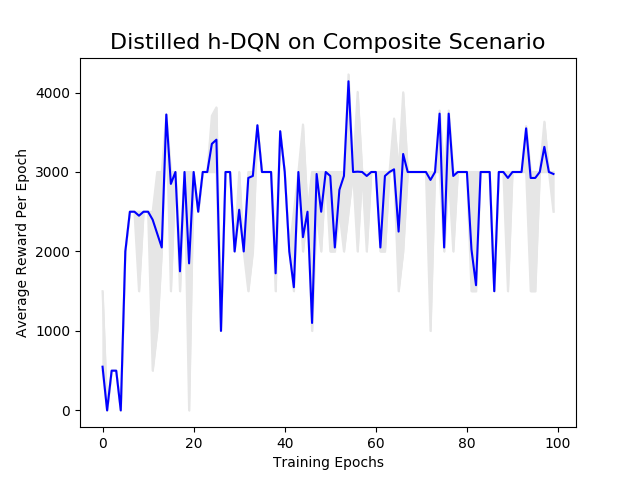 Distilled h-DQN on Composite Scenario
Average Reward Per Epoch
4000
3000
2000
1000
0
0 20 40 60 80 100
Training Epochs